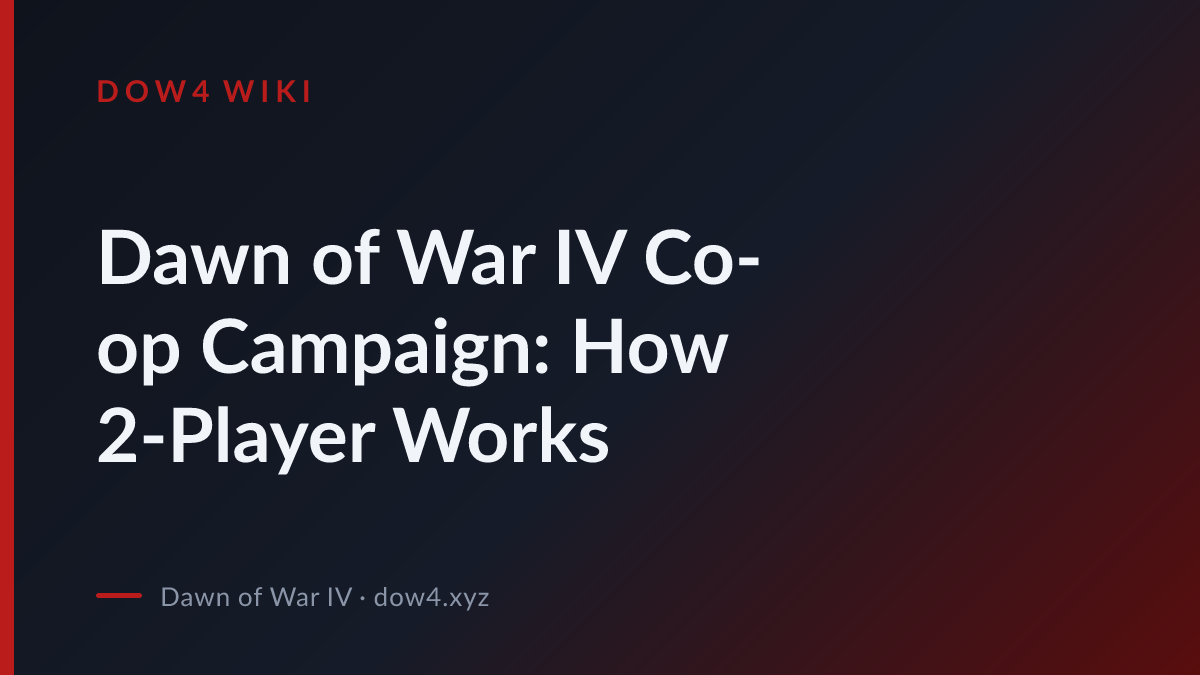 DOW4 WIKI
Dawn of War IV Co-
op Campaign: How
2-Player Works
Dawn of War IV · dow4.xyz